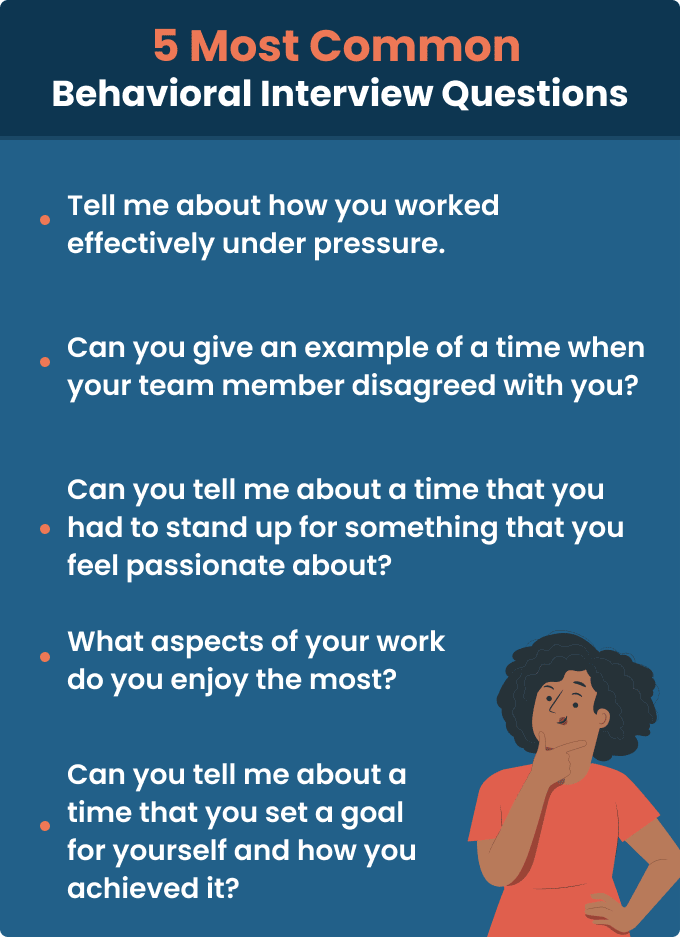 5 Most Common
Behavioral Interview Questions
• Tell me about how you worked
effectively under pressure.
• Can you give an example of a time when
your team member disagreed with you?
• Can you tell me about a time that you
had to stand up for something that you
feel passionate about?
• What aspects of your work
do you enjoy the most?
• Can you tell me about a
time that you set a goal
for yourself and how you
achieved it?